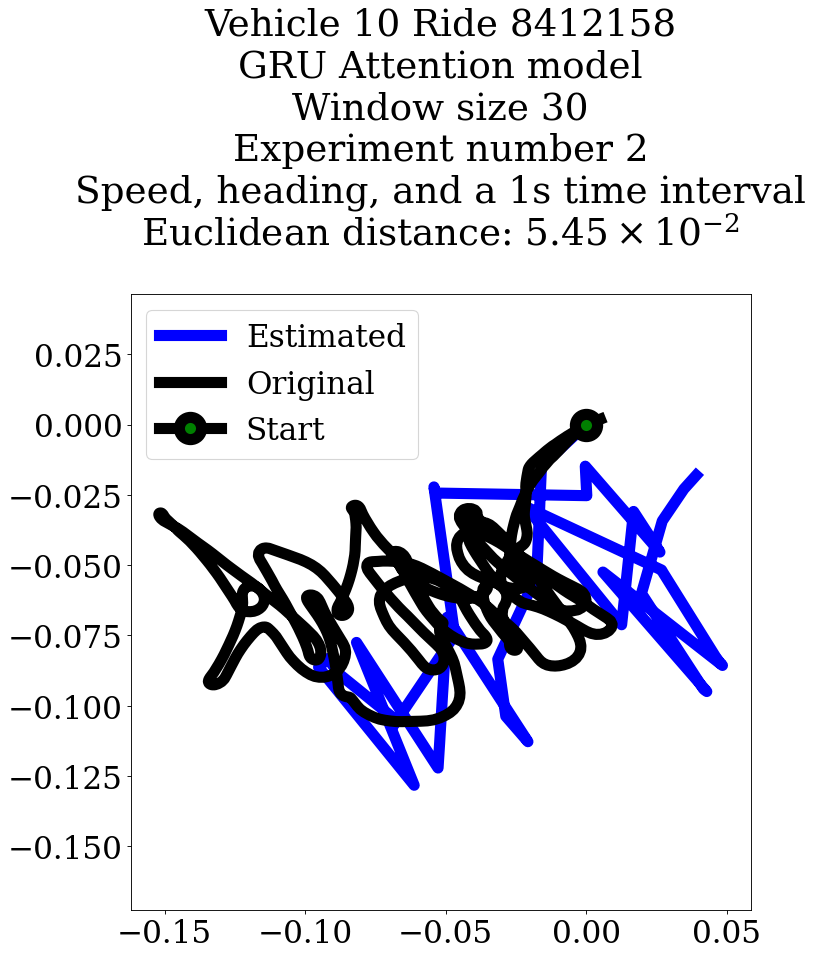 Vehicle 10 Ride 8412158
GRU Attention model
Window size 30
Experiment number 2
Speed, heading, and a 1s time interval
Euclidean distance: 5.45 × 10⁻²
Estimated
Original
Start
0.025
0.000
−0.025
−0.050
−0.075
−0.100
−0.125
−0.150
−0.15 −0.10 −0.05 0.00 0.05